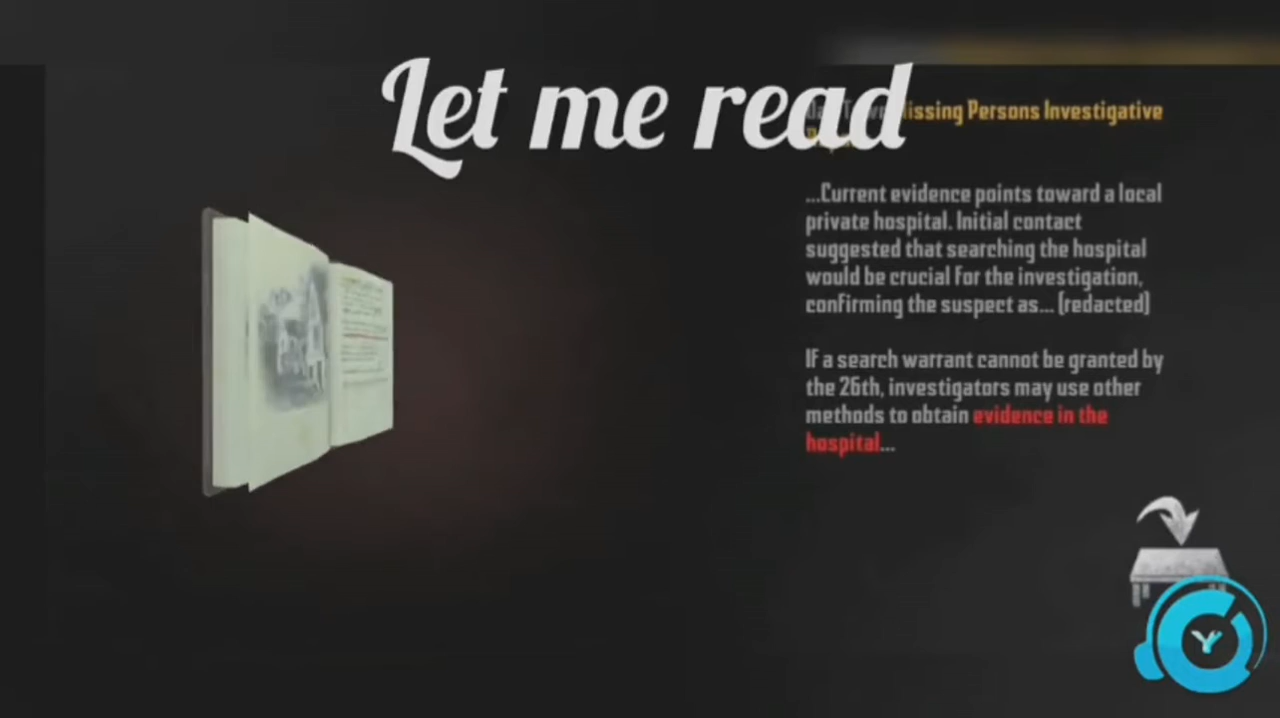 Let me read
issing Persons Investigative
...Current evidence points toward a local
private hospital. Initial contact
suggested that searching the hospital
would be crucial for the investigation,
confirming the suspect as... [redacted]
If a search warrant cannot be granted by
the 26th, investigators may use other
methods to obtain evidence in the
hospital...